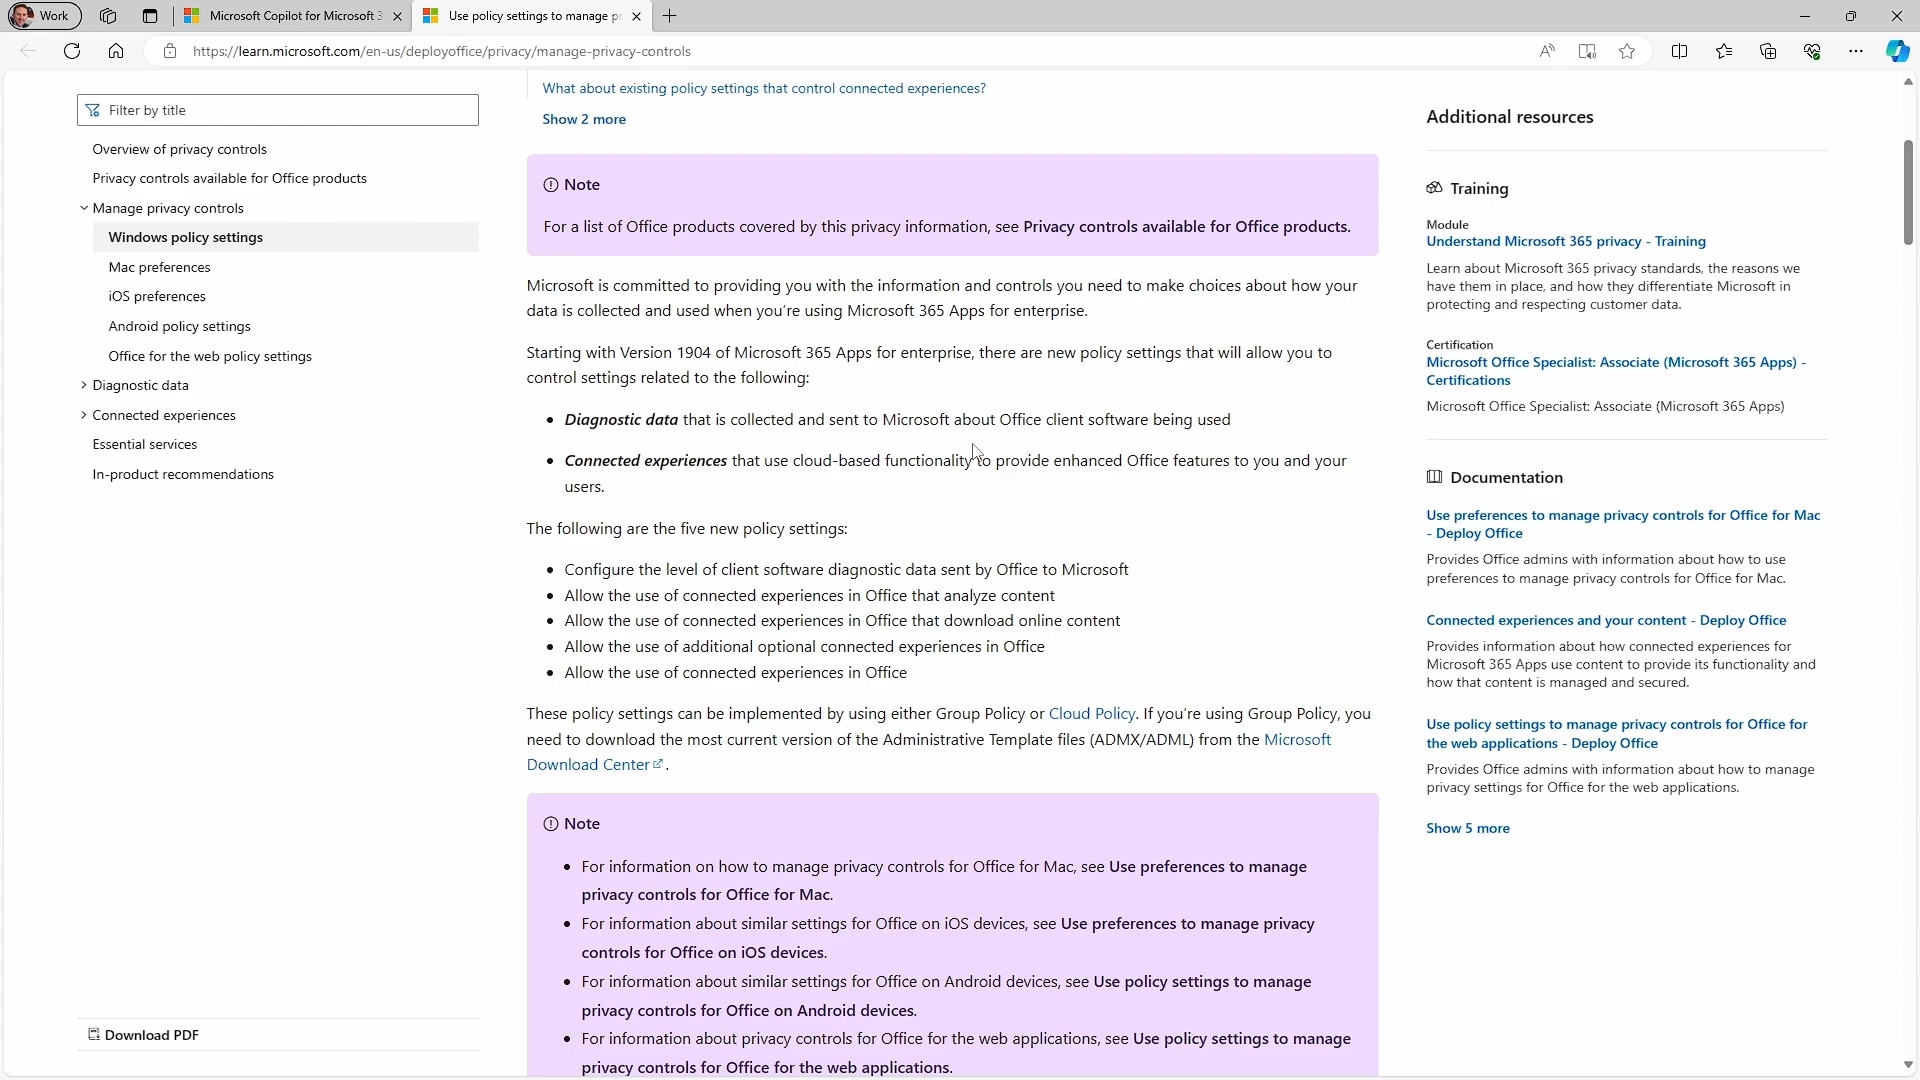 Work
Microsoft Copilot for Microsoft 3
Use policy settings to manage pr
https://learn.microsoft.com/en-us/deployoffice/privacy/manage-privacy-controls
Filter by title
Overview of privacy controls
Privacy controls available for Office products
Manage privacy controls
Windows policy settings
Mac preferences
iOS preferences
Android policy settings
Office for the web policy settings
Diagnostic data
Connected experiences
Essential services
In-product recommendations
Download PDF
What about existing policy settings that control connected experiences?
Show 2 more
Note
For a list of Office products covered by this privacy information, see Privacy controls available for Office products.
Microsoft is committed to providing you with the information and controls you need to make choices about how your
data is collected and used when you’re using Microsoft 365 Apps for enterprise.
Starting with Version 1904 of Microsoft 365 Apps for enterprise, there are new policy settings that will allow you to
control settings related to the following:
• Diagnostic data that is collected and sent to Microsoft about Office client software being used
• Connected experiences that use cloud-based functionality to provide enhanced Office features to you and your
users.
The following are the five new policy settings:
• Configure the level of client software diagnostic data sent by Office to Microsoft
• Allow the use of connected experiences in Office that analyze content
• Allow the use of connected experiences in Office that download online content
• Allow the use of additional optional connected experiences in Office
• Allow the use of connected experiences in Office
These policy settings can be implemented by using either Group Policy or Cloud Policy. If you’re using Group Policy, you
need to download the most current version of the Administrative Template files (ADMX/ADML) from the Microsoft
Download Center.
Note
• For information on how to manage privacy controls for Office for Mac, see Use preferences to manage
privacy controls for Office for Mac.
• For information about similar settings for Office on iOS devices, see Use preferences to manage privacy
controls for Office on iOS devices.
• For information about similar settings for Office on Android devices, see Use policy settings to manage
privacy controls for Office on Android devices.
• For information about privacy controls for Office for the web applications, see Use policy settings to manage
privacy controls for Office for the web applications.
Additional resources
Training
Module
Understand Microsoft 365 privacy - Training
Learn about Microsoft 365 privacy standards, the reasons we
have them in place, and how they differentiate Microsoft in
protecting and respecting customer data.
Certification
Microsoft Office Specialist: Associate (Microsoft 365 Apps) -
Certifications
Microsoft Office Specialist: Associate (Microsoft 365 Apps)
Documentation
Use preferences to manage privacy controls for Office for Mac
- Deploy Office
Provides Office admins with information about how to use
preferences to manage privacy controls for Office for Mac.
Connected experiences and your content - Deploy Office
Provides information about how connected experiences for
Microsoft 365 Apps use content to provide its functionality and
how that content is managed and secured.
Use policy settings to manage privacy controls for Office for
the web applications - Deploy Office
Provides Office admins with information about how to manage
privacy settings for Office for the web applications.
Show 5 more